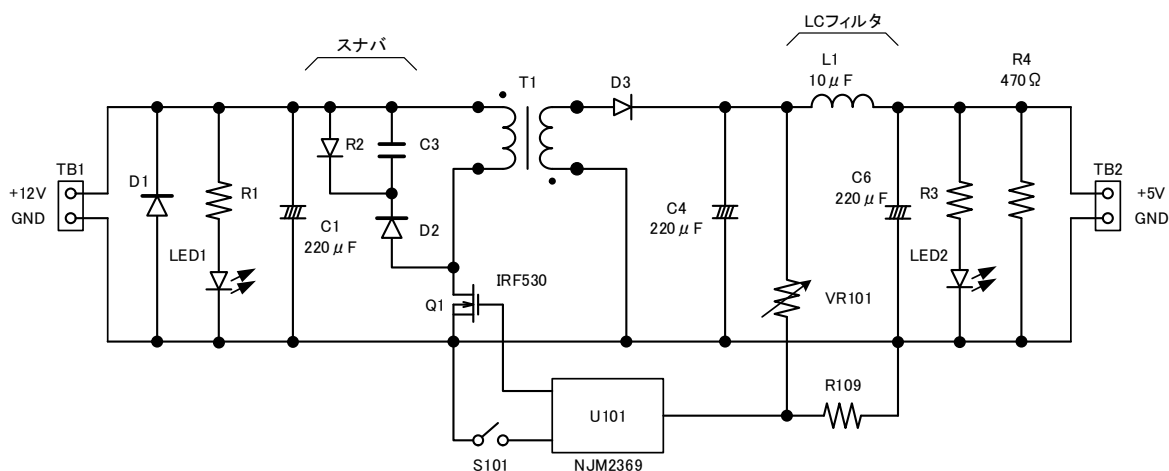 スナバ
LCフィルタ
T1
D3
L1
10μF
R4
470Ω
TB1
+12V
GND
D1
R1
LED1
C1
220μF
R2
C3
D2
IRF530
Q1
C4
220μF
VR101
C6
220μF
R3
LED2
TB2
+5V
GND
S101
U101
NJM2369
R109